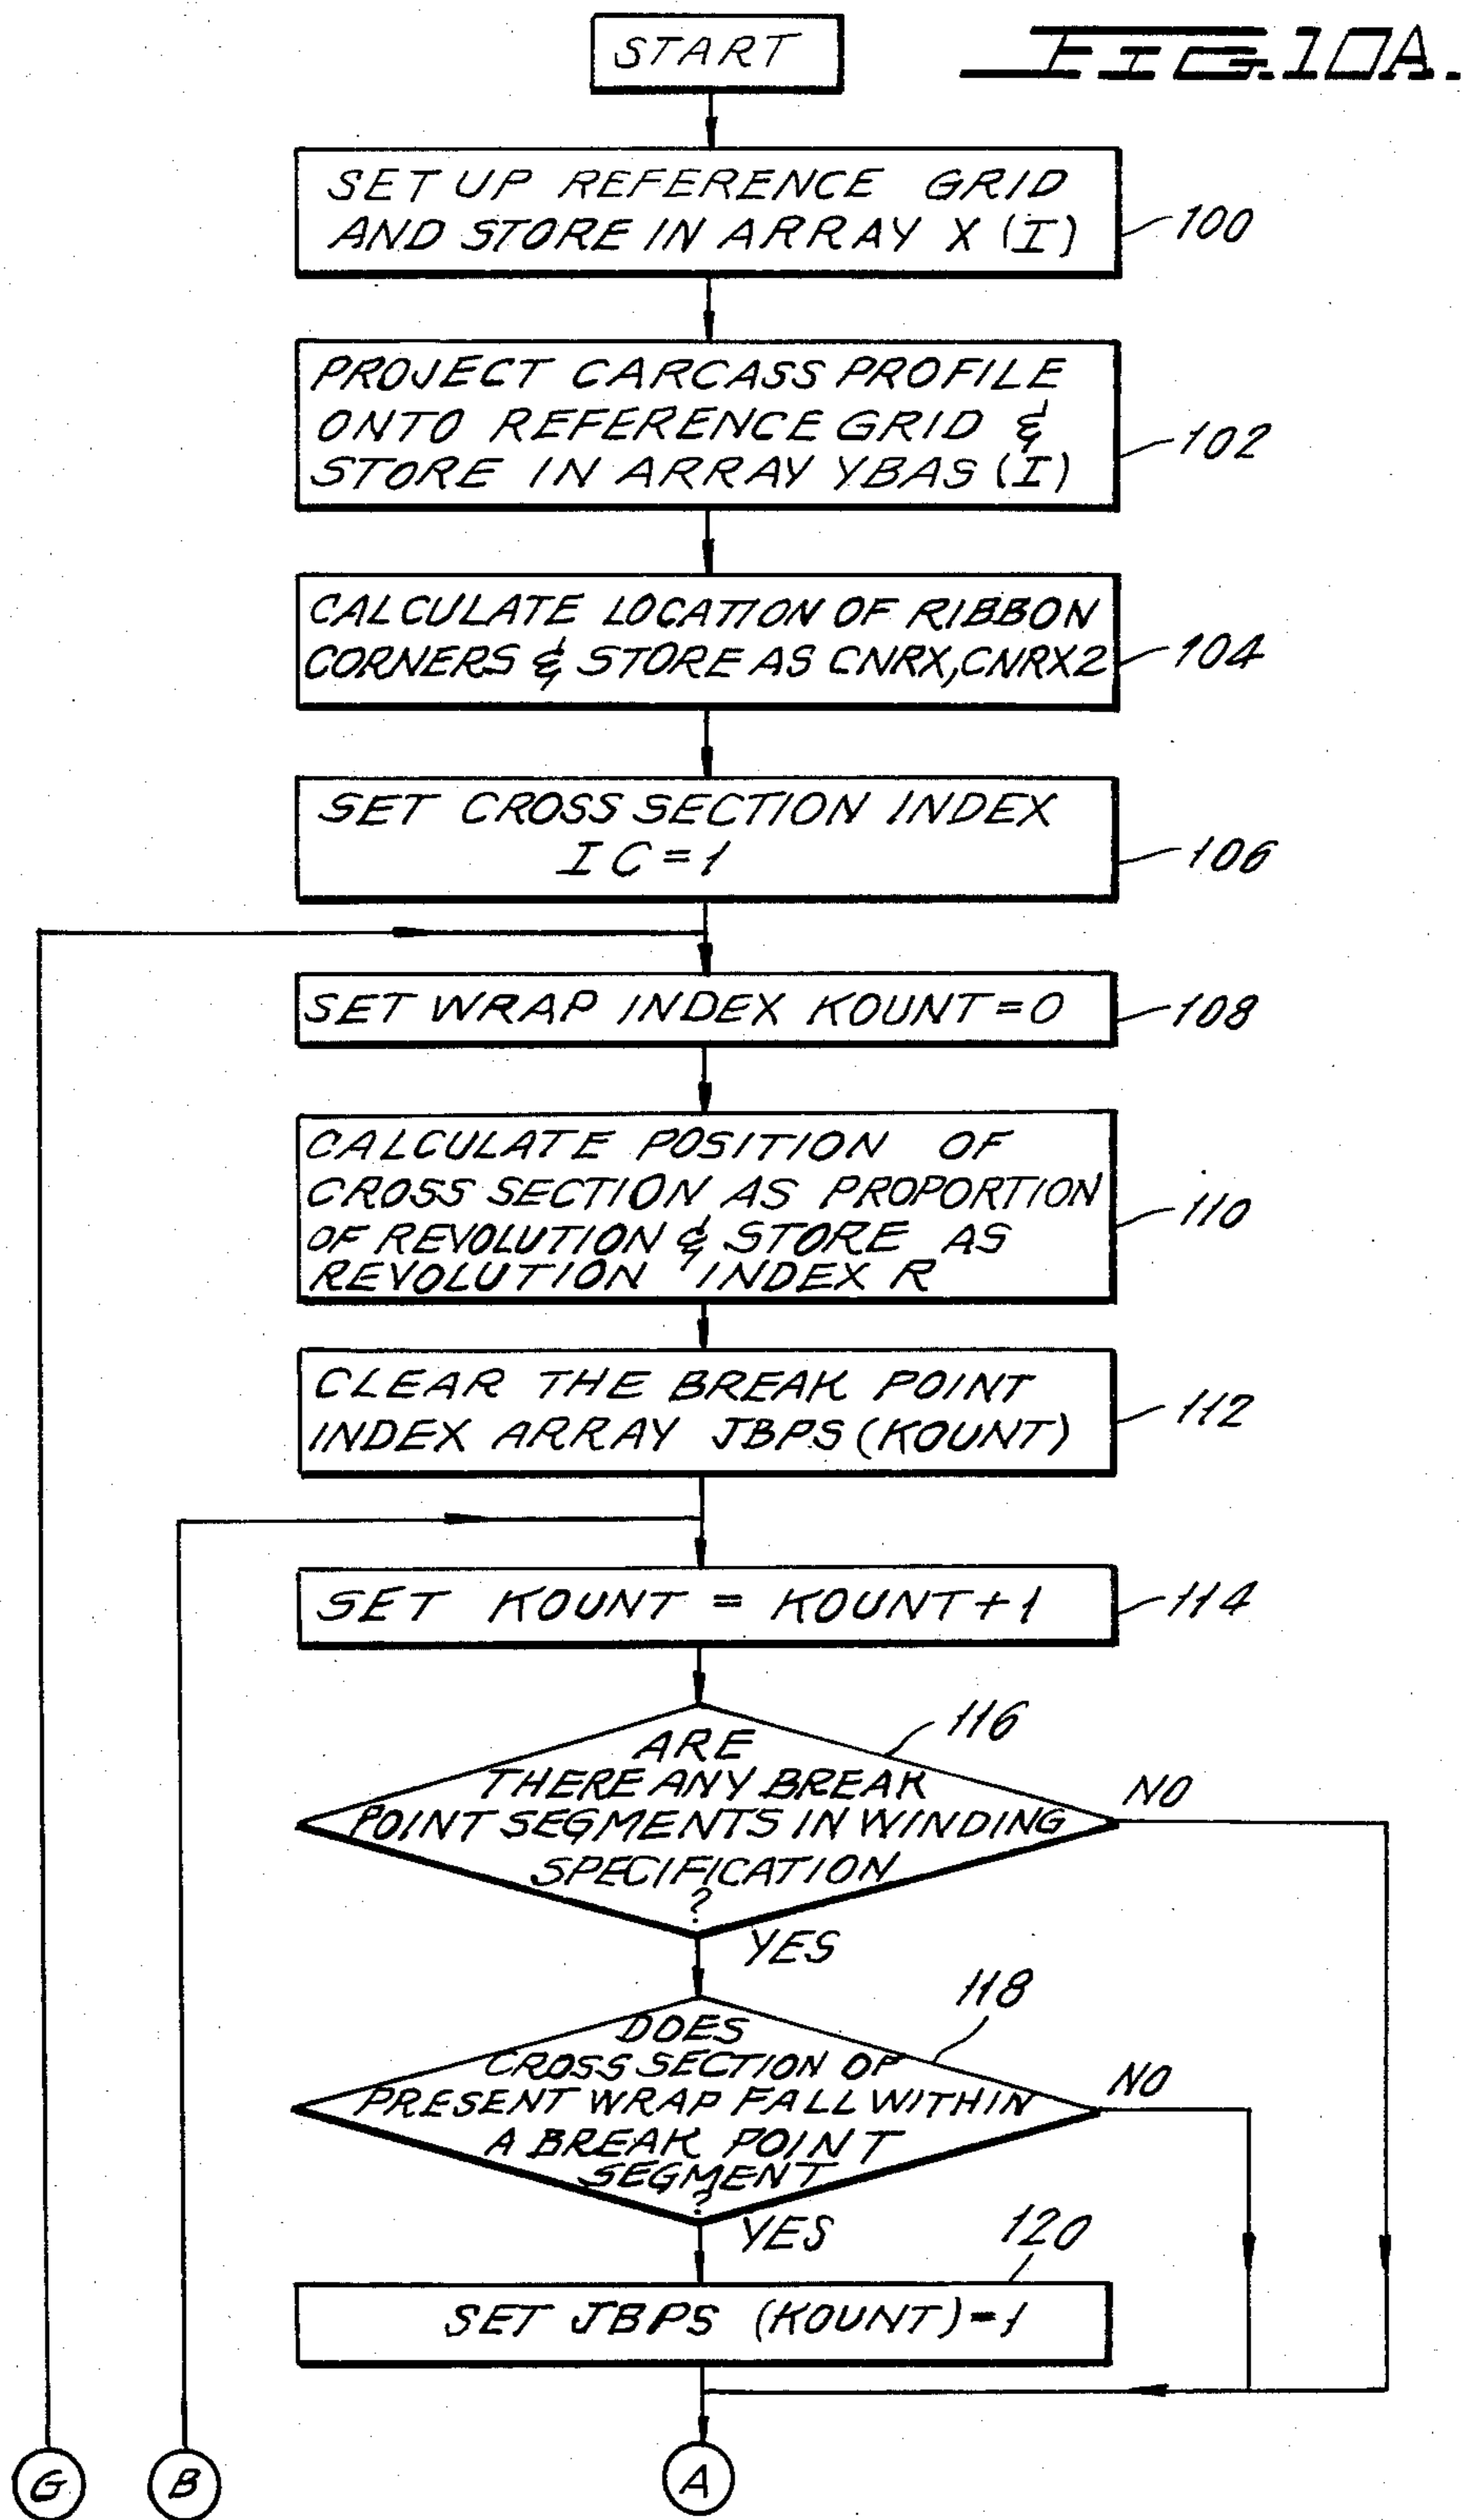 START
FIG.10A.
SET UP REFERENCE GRID
AND STORE IN ARRAY X (I)
100
PROJECT CARCASS PROFILE
ONTO REFERENCE GRID &
STORE IN ARRAY YBAS (I)
102
CALCULATE LOCATION OF RIBBON
CORNERS & STORE AS CNRX, CNRX2
104
SET CROSS SECTION INDEX
IC = 1
106
SET WRAP INDEX KOUNT = 0
108
CALCULATE POSITION OF
CROSS SECTION AS PROPORTION
OF REVOLUTION & STORE AS
REVOLUTION INDEX R
110
CLEAR THE BREAK POINT
INDEX ARRAY JBPS (KOUNT)
112
SET KOUNT = KOUNT + 1
114
116
ARE
THERE ANY BREAK
POINT SEGMENTS IN WINDING
SPECIFICATION
?
NO
YES
118
DOES
CROSS SECTION OF
PRESENT WRAP FALL WITHIN
A BREAK POINT
SEGMENT
?
NO
YES
120
SET JBPS (KOUNT) = 1
G
B
A